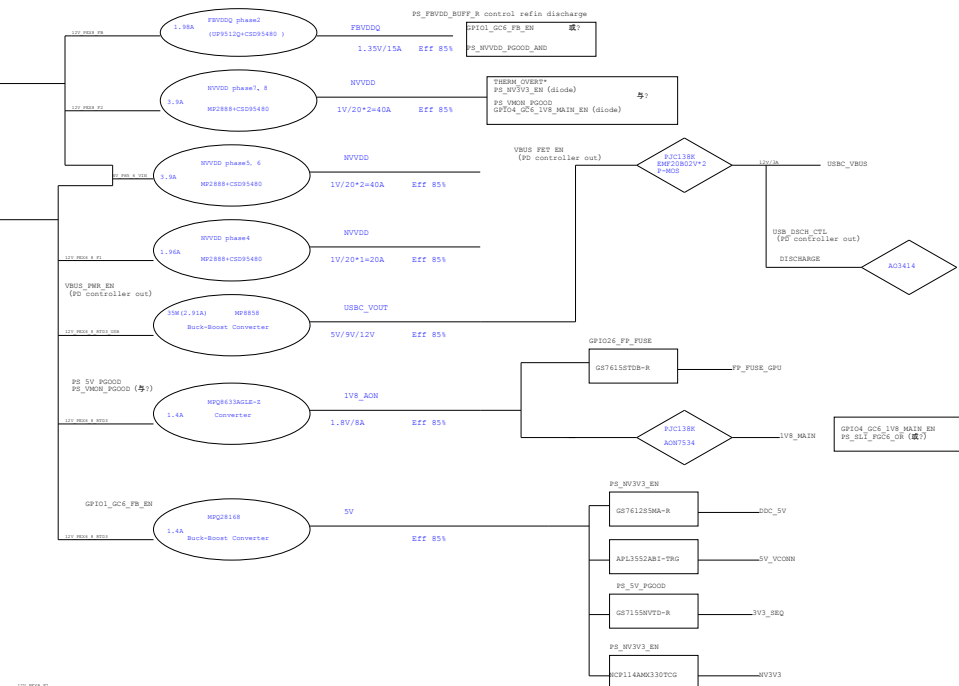 PS_FBVDD_BUFF_R control refin discharge
FBVDDQ phase2
1.98A
(UP9512Q+CSD95480 )
FBVDDQ
1.35V/15A Eff 85%
GPIO1_GC6_FB_EN 或?
PS_NVVDD_PGOOD_AND
NVVDD phase7、8
3.9A
MP2888+CSD95480
NVVDD
1V/20*2=40A Eff 85%
THERM_OVERT*
PS_NV3V3_EN (diode)
与?
PS_VMON_PGOOD
GPIO4_GC6_1V8_MAIN_EN (diode)
NVVDD phase5、6
3.9A
MP2888+CSD95480
NVVDD
1V/20*2=40A Eff 85%
VBUS FET EN
(PD controller out)
PJC138K
EMF20B02V*2
P-MOS
12V/3A
USBC_VBUS
NVVDD phase4
1.96A
MP2888+CSD95480
NVVDD
1V/20*1=20A Eff 85%
USB_DSCH_CTL
(PD controller out)
DISCHARGE
AO3414
VBUS_PWR_EN
(PD controller out)
35W(2.91A) MP8858
Buck-Boost Converter
USBC_VOUT
5V/9V/12V Eff 85%
PS 5V PGOOD
PS_VMON_PGOOD (与?)
MPQ8633AGLE-Z
1.4A Converter
1V8_AON
1.8V/8A Eff 85%
GPIO26_FP_FUSE
GS7615STDB-R
FP_FUSE_GPU
PJC138K
AON7534
1V8_MAIN
GPIO4_GC6_1V8_MAIN_EN
PS_SLI_FGC6_OR (或?)
GPIO1_GC6_FB_EN
MPQ28168
1.4A
Buck-Boost Converter
5V
Eff 85%
PS_NV3V3_EN
GS7612S5MA-R
DDC_5V
APL3552ABI-TRG
5V_VCONN
PS_5V_PGOOD
GS7155NVTD-R
3V3_SEQ
PS_NV3V3_EN
NCP114AMX330TCG
NV3V3